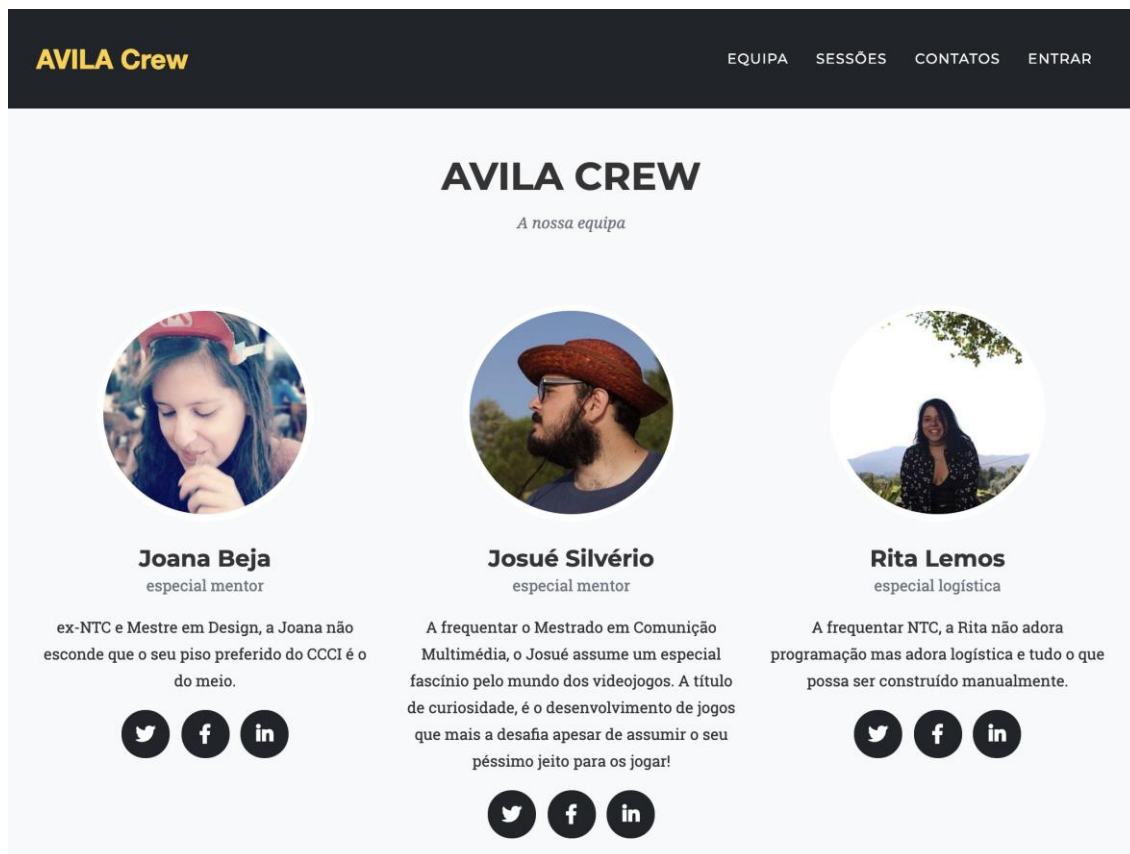 AVILA Crew
EQUIPA SESSÕES CONTATOS ENTRAR
AVILA CREW
A nossa equipa
Joana Beja
especial mentor
ex-NTC e Mestre em Design, a Joana não
esconde que o seu piso preferido do CCCI é o
do meio.
Josué Silvério
especial mentor
A frequentar o Mestrado em Comunição
Multimédia, o Josué assume um especial
fascínio pelo mundo dos videojogos. A título
de curiosidade, é o desenvolvimento de jogos
que mais a desafia apesar de assumir o seu
péssimo jeito para os jogar!
Rita Lemos
especial logística
A frequentar NTC, a Rita não adora
programação mas adora logística e tudo o que
possa ser construído manualmente.